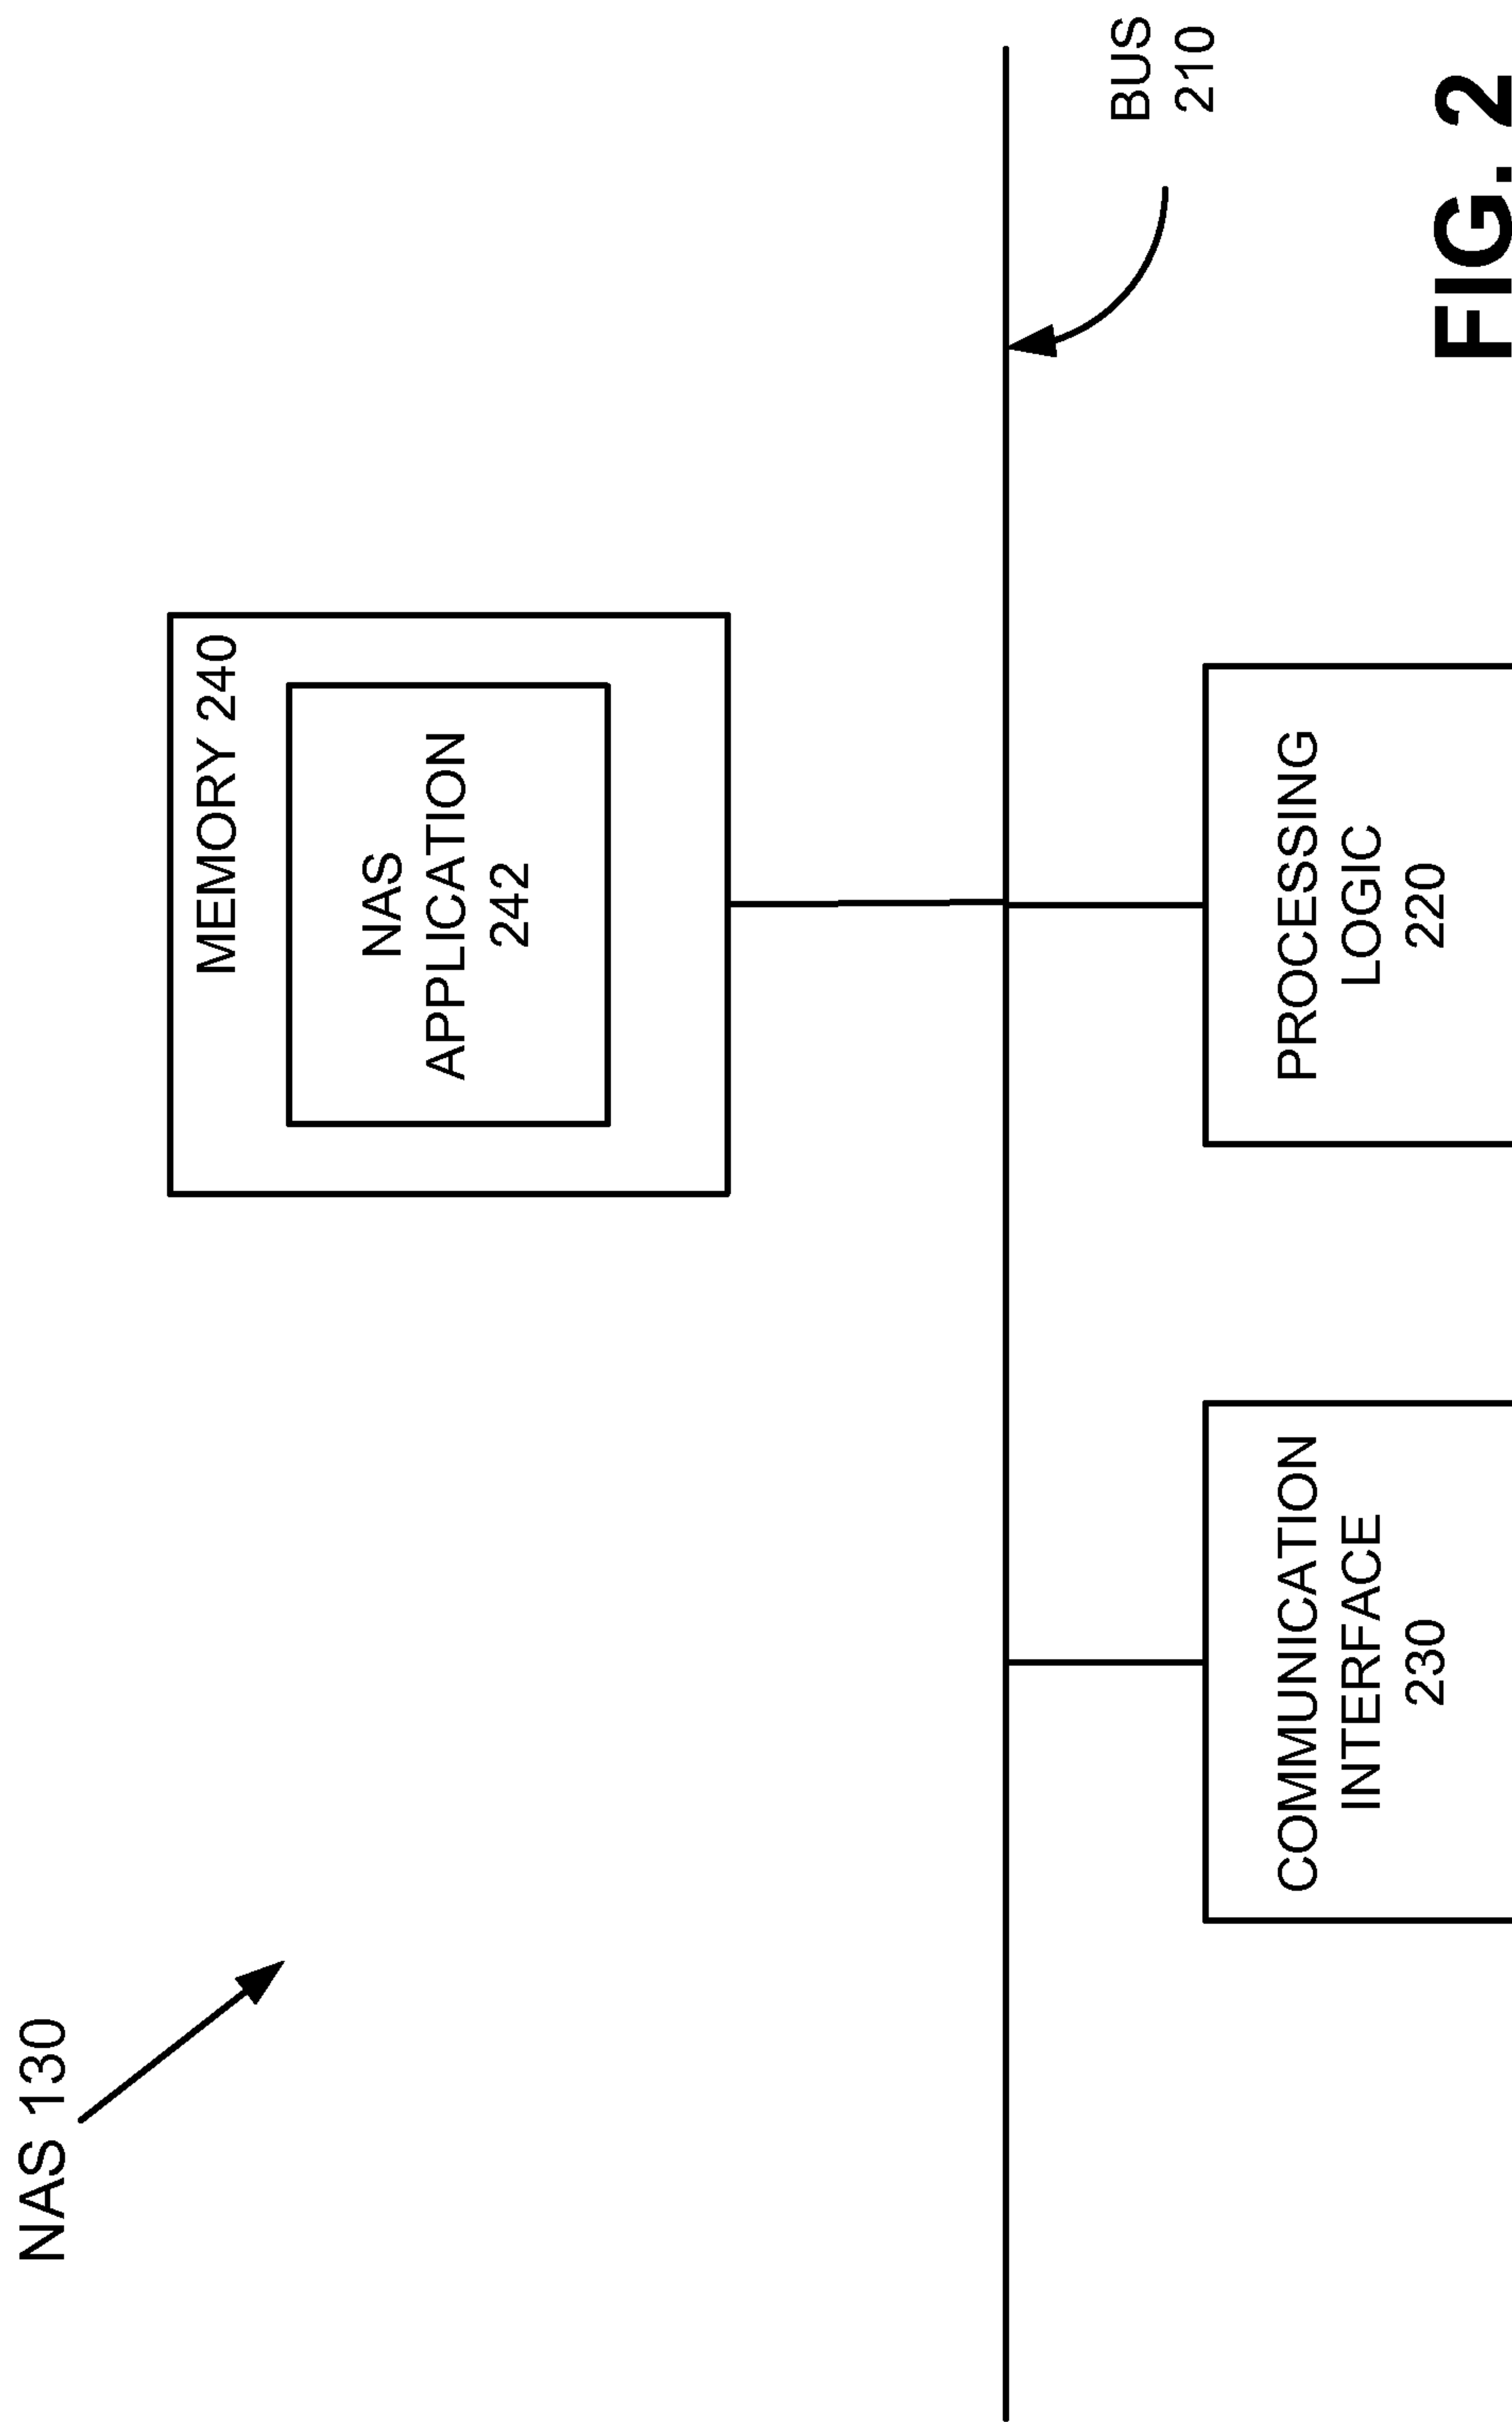 NAS 130
MEMORY 240
NAS
APPLICATION
242
BUS
210
COMMUNICATION
INTERFACE
230
PROCESSING
LOGIC
220
FIG. 2